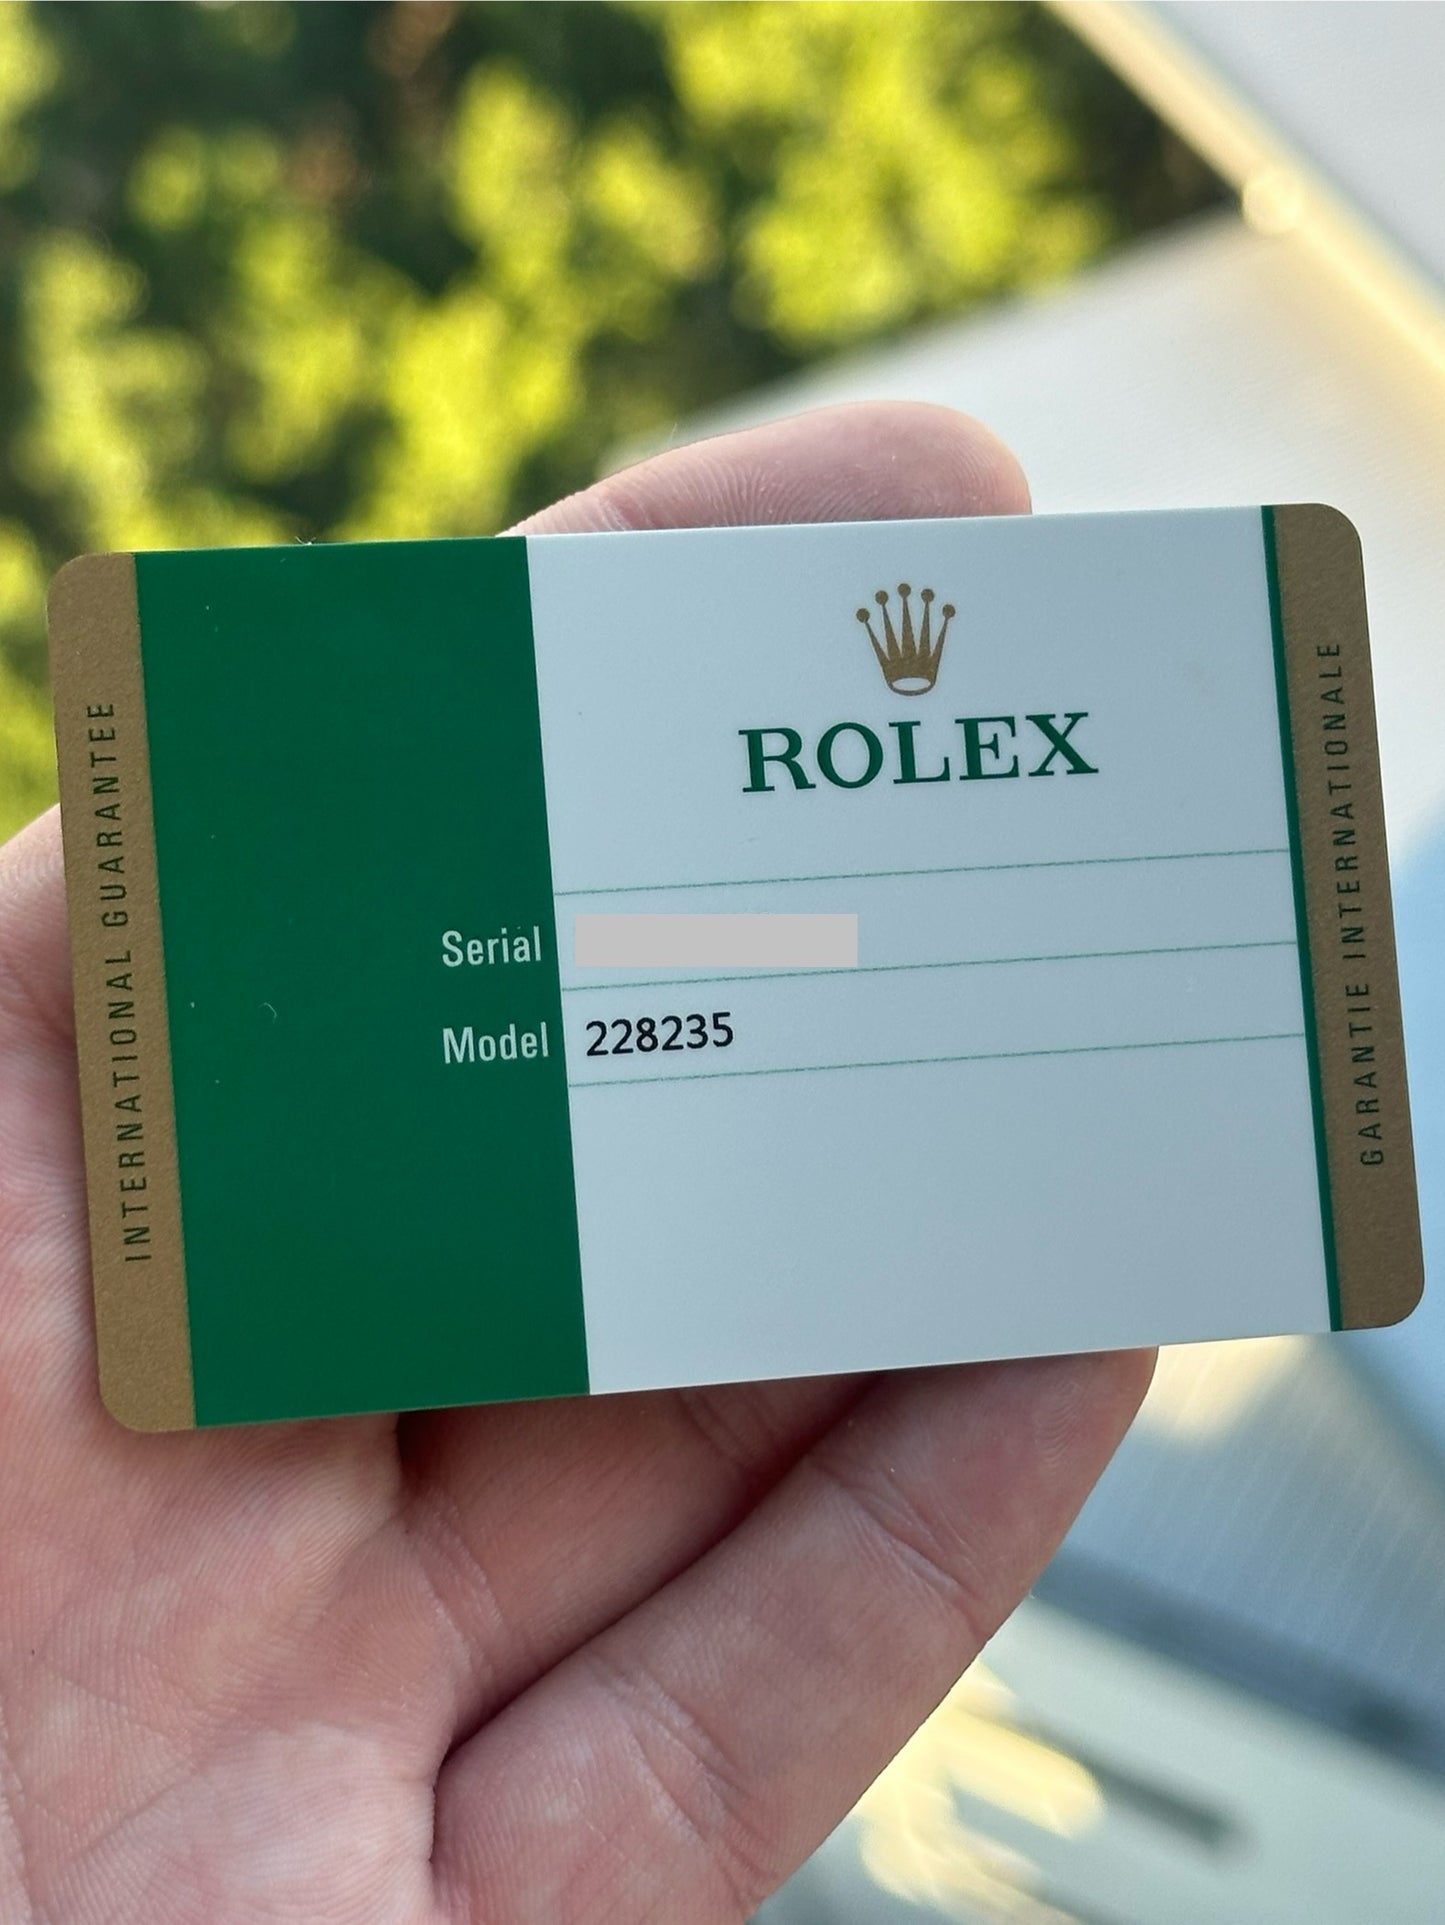 INTERNATIONAL GUARANTEE
ROLEX
Serial
Model 228235
GARANTIE INTERNATIONALE